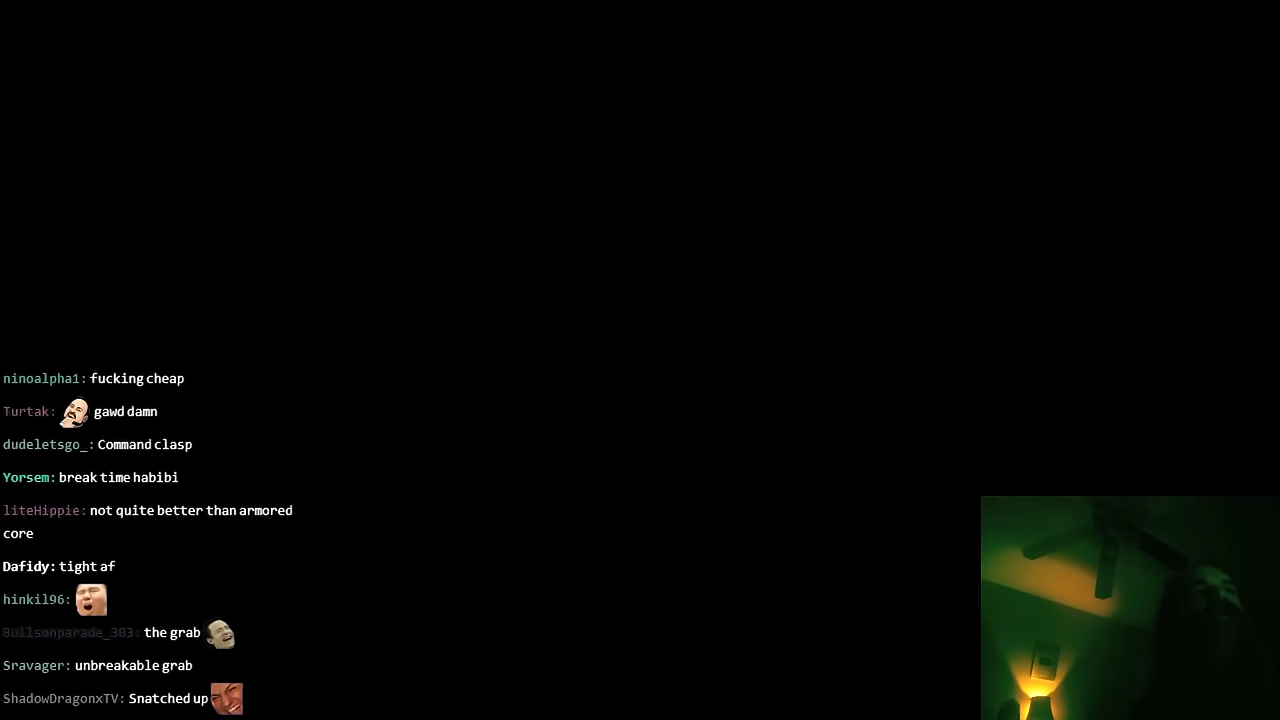 ninoalpha1: fucking cheap
Turtak: gawd damn
dudeletsgo_: Command clasp
Yorsem: break time habibi
liteHippie: not quite better than armored
core
Dafidy: tight af
hinkil96:
Bullsonparade_303: the grab
Sravager: unbreakable grab
ShadowDragonxTV: Snatched up